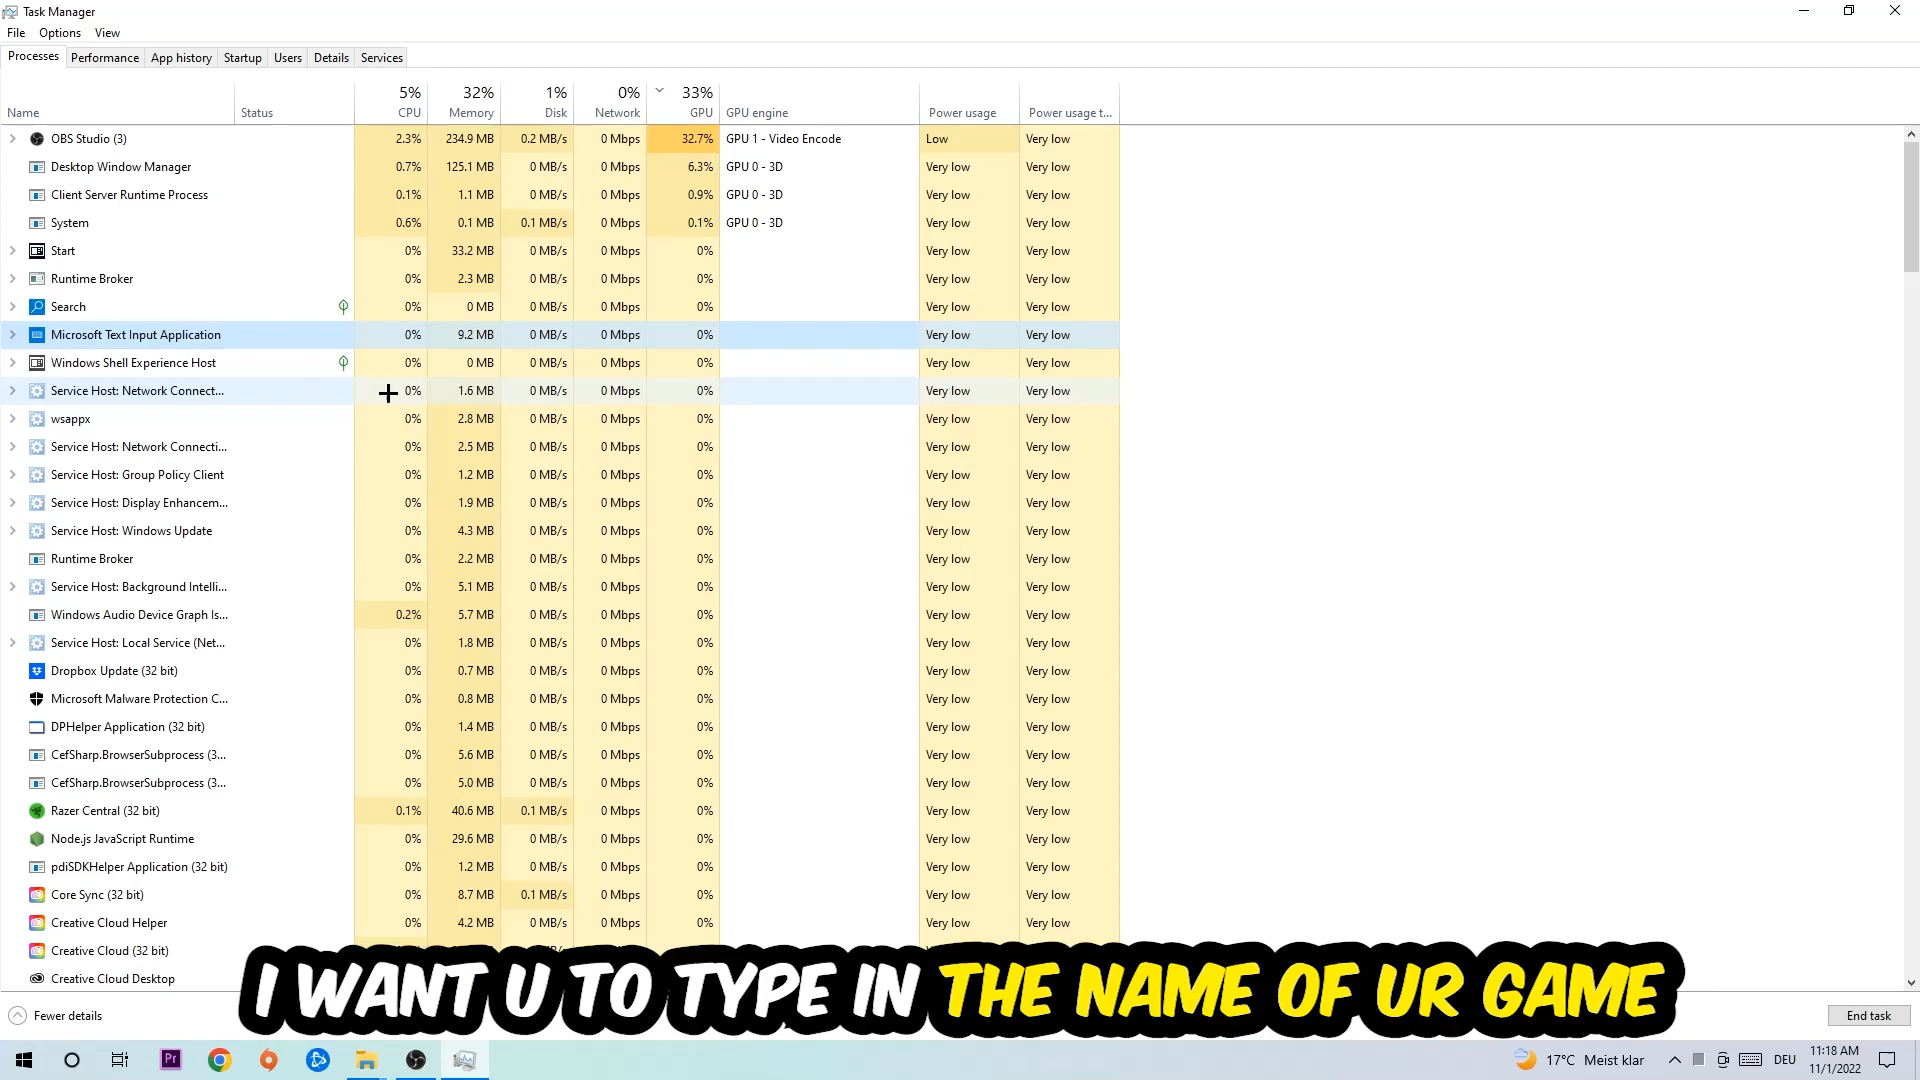 Task Manager
File Options View
Processes Performance App history Startup Users Details Services
5% 32% 1% 0% 33%
Name Status CPU Memory Disk Network GPU GPU engine Power usage Power usage t...
OBS Studio (3) 2.3% 234.9 MB 0.2 MB/s 0 Mbps 32.7% GPU 1 - Video Encode Low Very low
Desktop Window Manager 0.7% 125.1 MB 0 MB/s 0 Mbps 6.3% GPU 0 - 3D Very low Very low
Client Server Runtime Process 0.1% 1.1 MB 0 MB/s 0 Mbps 0.9% GPU 0 - 3D Very low Very low
System 0.6% 0.1 MB 0.1 MB/s 0 Mbps 0.1% GPU 0 - 3D Very low Very low
Start 0% 33.2 MB 0 MB/s 0 Mbps 0% Very low Very low
Runtime Broker 0% 2.3 MB 0 MB/s 0 Mbps 0% Very low Very low
Search 0% 0 MB 0 MB/s 0 Mbps 0% Very low Very low
Microsoft Text Input Application 0% 9.2 MB 0 MB/s 0 Mbps 0% Very low Very low
Windows Shell Experience Host 0% 0 MB 0 MB/s 0 Mbps 0% Very low Very low
Service Host: Network Connect... 0% 1.6 MB 0 MB/s 0 Mbps 0% Very low Very low
wsappx 0% 2.8 MB 0 MB/s 0 Mbps 0% Very low Very low
Service Host: Network Connecti... 0% 2.5 MB 0 MB/s 0 Mbps 0% Very low Very low
Service Host: Group Policy Client 0% 1.2 MB 0 MB/s 0 Mbps 0% Very low Very low
Service Host: Display Enhancem... 0% 1.9 MB 0 MB/s 0 Mbps 0% Very low Very low
Service Host: Windows Update 0% 4.3 MB 0 MB/s 0 Mbps 0% Very low Very low
Runtime Broker 0% 2.2 MB 0 MB/s 0 Mbps 0% Very low Very low
Service Host: Background Intelli... 0% 5.1 MB 0 MB/s 0 Mbps 0% Very low Very low
Windows Audio Device Graph Is... 0.2% 5.7 MB 0 MB/s 0 Mbps 0% Very low Very low
Service Host: Local Service (Net... 0% 1.8 MB 0 MB/s 0 Mbps 0% Very low Very low
Dropbox Update (32 bit) 0% 0.7 MB 0 MB/s 0 Mbps 0% Very low Very low
Microsoft Malware Protection C... 0% 0.8 MB 0 MB/s 0 Mbps 0% Very low Very low
DPHelper Application (32 bit) 0% 1.4 MB 0 MB/s 0 Mbps 0% Very low Very low
CefSharp.BrowserSubprocess (3... 0% 5.6 MB 0 MB/s 0 Mbps 0% Very low Very low
CefSharp.BrowserSubprocess (3... 0% 5.0 MB 0 MB/s 0 Mbps 0% Very low Very low
Razer Central (32 bit) 0.1% 40.6 MB 0.1 MB/s 0 Mbps 0% Very low Very low
Node.js JavaScript Runtime 0% 29.6 MB 0 MB/s 0 Mbps 0% Very low Very low
pdiSDKHelper Application (32 bit) 0% 1.2 MB 0 MB/s 0 Mbps 0% Very low Very low
Core Sync (32 bit) 0% 8.7 MB 0.1 MB/s 0 Mbps 0% Very low Very low
Creative Cloud Helper 0% 4.2 MB 0 MB/s 0 Mbps 0% Very low Very low
Creative Cloud (32 bit)
Creative Cloud Desktop
I WANT U TO TYPE IN THE NAME OF UR GAME
Fewer details End task
Pr 17°C Meist klar DEU 11:18 AM
11/1/2022